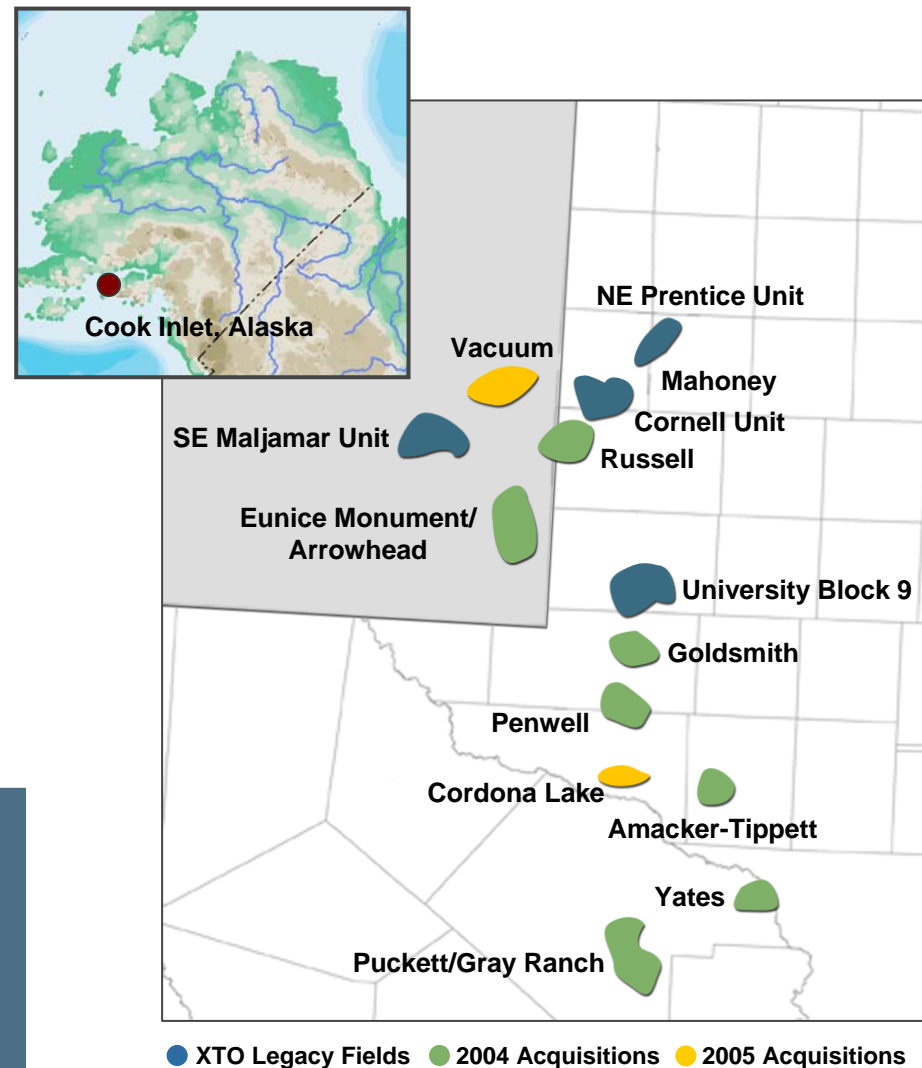 Cook Inlet, Alaska
NE Prentice Unit
Vacuum
Mahoney
Cornell Unit
SE Maljamar Unit
Russell
Eunice Monument/
Arrowhead
University Block 9
Goldsmith
Penwell
Cordona Lake
Amacker-Tippett
Yates
Puckett/Gray Ranch
XTO Legacy Fields 2004 Acquisitions 2005 Acquisitions